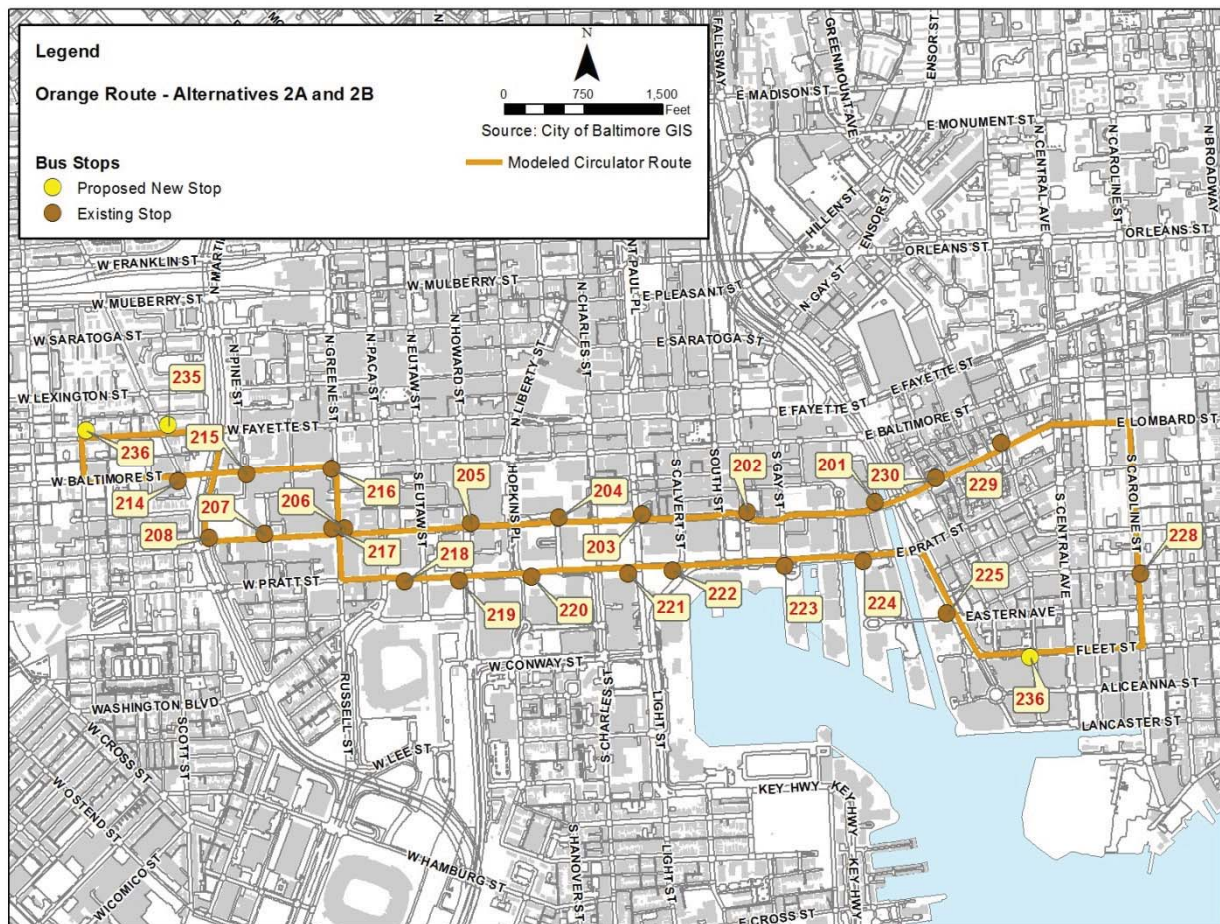 Legend
Orange Route - Alternatives 2A and 2B
Bus Stops
Proposed New Stop
Existing Stop
N
0 750 1,500
Feet
Source: City of Baltimore GIS
Modeled Circulator Route
FALLSWAY
GREENMOUNT AVE
ENSOR ST
E MADISON ST
E MONUMENT ST
N CENTRAL AVE
N CAROLINE ST
N BROADWAY
HILLEN ST
ENSOR ST
ORLEANS ST
ORLEANS ST
W FRANKLIN ST
N MARTI
W MULBERRY ST
W MULBERRY ST
N CHARLES ST
NT PAUL PL
E PLEASANT ST
N GAY ST
W SARATOGA ST
N PINE ST
N GREENE ST
N PACA ST
N EUTAW ST
N HOWARD ST
N LIBERTY ST
E SARATOGA ST
235
W LEXINGTON ST
E FAYETTE ST
E FAYETTE ST
E BALTIMORE ST
E LOMBARD ST
215
W FAYETTE ST
236
W BALTIMORE ST
214
207
206
208
216
217
S EUTAW ST
205
HOPKINS PL
204
203
S CALVERT ST
SOUTH ST
202
S GAY ST
201
230
229
S CENTRAL AVE
S CAROLINE ST
228
W PRATT ST
218
219
220
221
222
223
224
E PRATT ST
225
EASTERN AVE
FLEET ST
236
ALICEANNA ST
LANCASTER ST
W CONWAY ST
RUSSELL ST
S CHARLES ST
LIGHT ST
WASHINGTON BLVD
SCOTT ST
W CROSS ST
W OSTEND ST
WICOMICO ST
W LEE ST
W HAMBURG ST
S HANOVER ST
LIGHT ST
KEY HWY
KEY HWY
KEY HWY
E CROSS ST